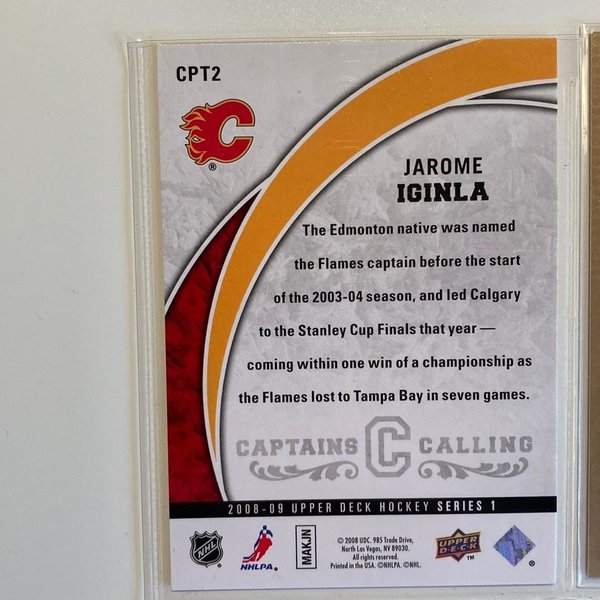 CPT2
C
®
JAROME
IGINLA
The Edmonton native was named
the Flames captain before the start
of the 2003-04 season, and led Calgary
to the Stanley Cup Finals that year —
coming within one win of a championship as
the Flames lost to Tampa Bay in seven games.
CAPTAINS C CALLING
2008-09 UPPER DECK HOCKEY SERIES 1
NHL
NHLPA.
MAKJN
© 2008 UDC. 985 Trade Drive,
North Las Vegas, NV 89030.
All rights reserved.
Printed in the USA. ©NHLPA. ©NHL.
UPPER
DECK
TM